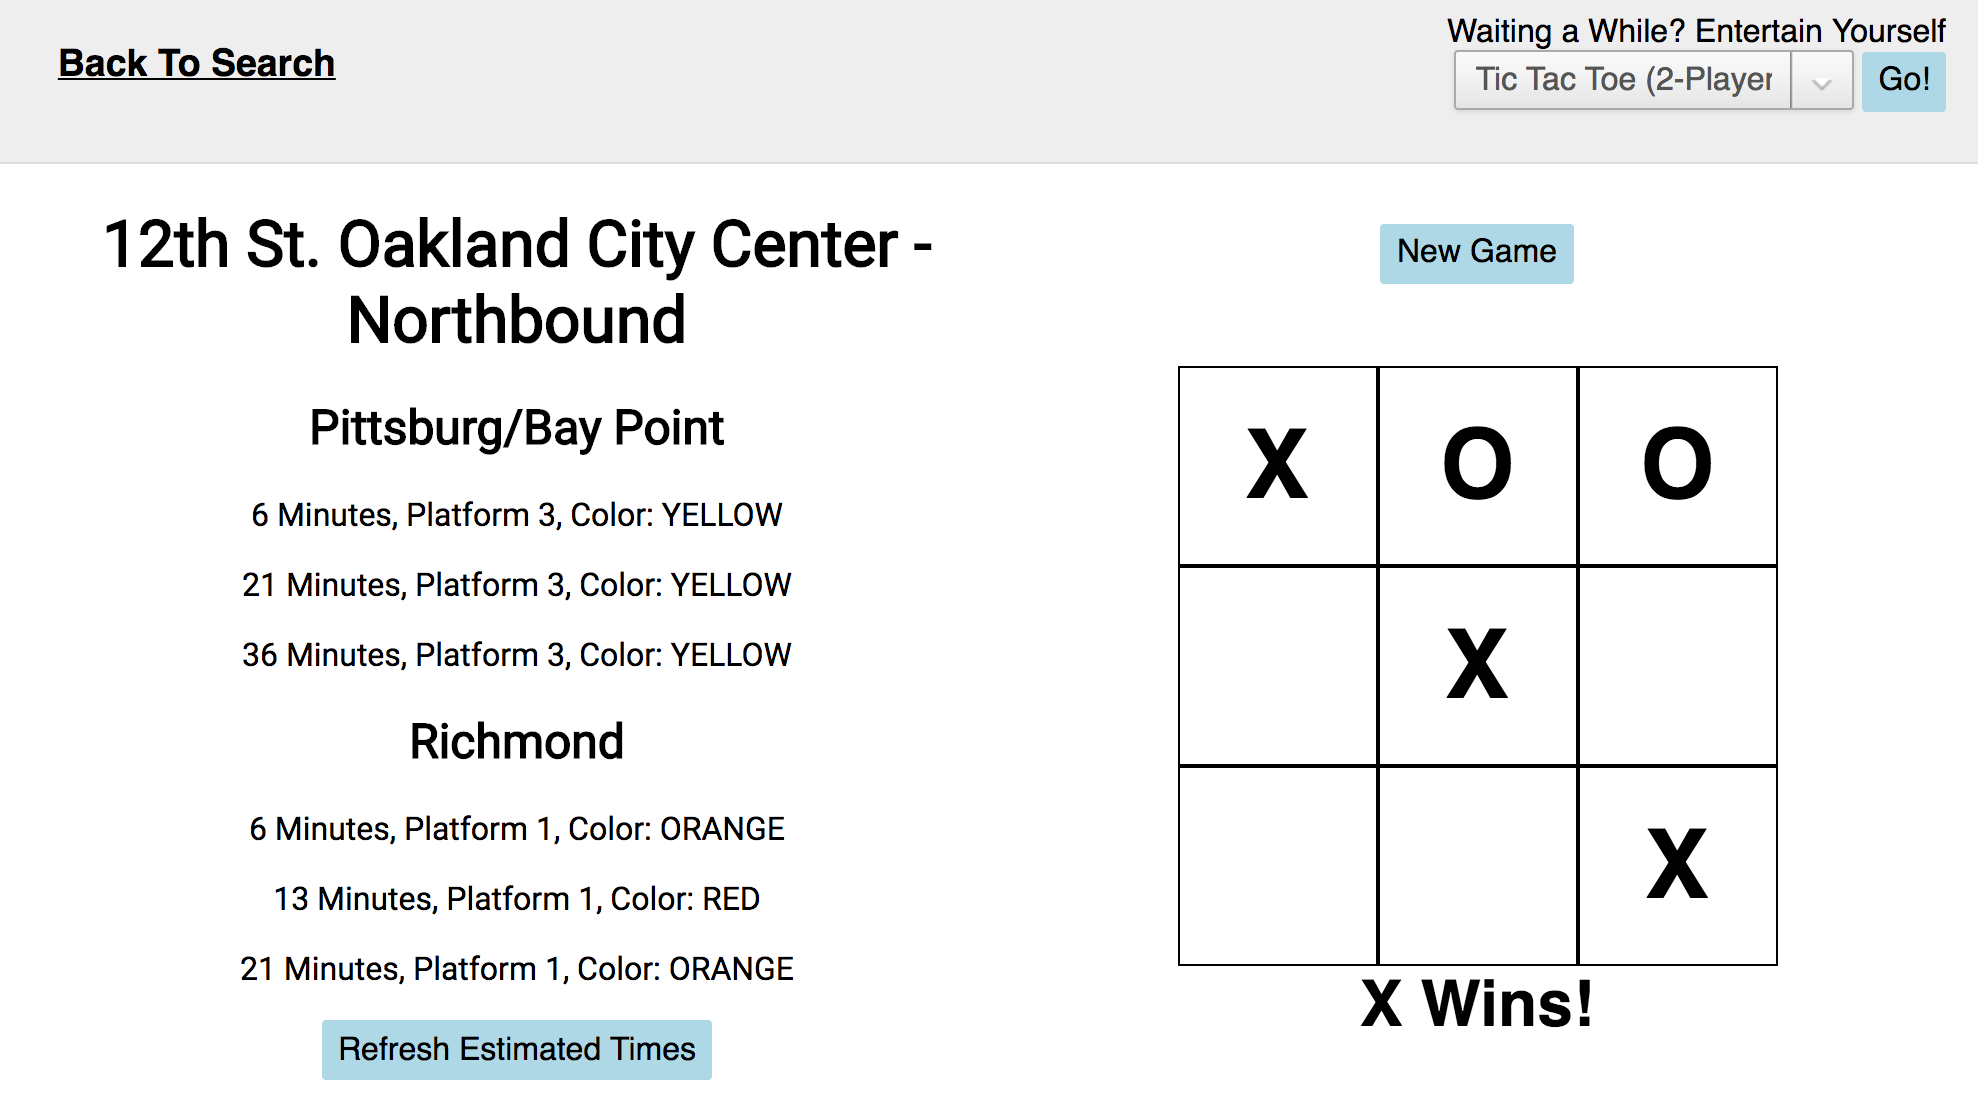 Back To Search
Waiting a While? Entertain Yourself
Tic Tac Toe (2-Player
Go!
12th St. Oakland City Center -
Northbound
Pittsburg/Bay Point
6 Minutes, Platform 3, Color: YELLOW
21 Minutes, Platform 3, Color: YELLOW
36 Minutes, Platform 3, Color: YELLOW
Richmond
6 Minutes, Platform 1, Color: ORANGE
13 Minutes, Platform 1, Color: RED
21 Minutes, Platform 1, Color: ORANGE
Refresh Estimated Times
New Game
X O O
X
X
X Wins!